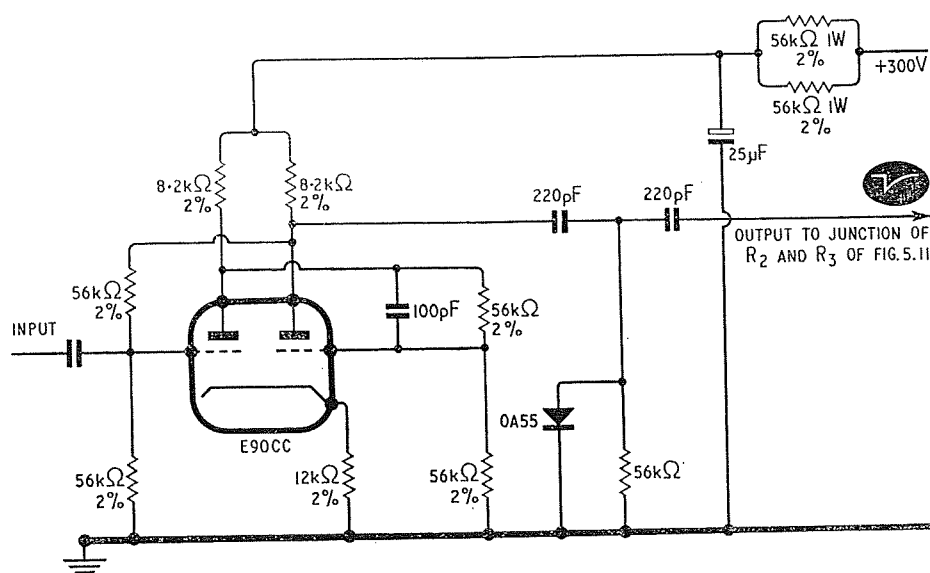 56kΩ 1W
2%
+300V
56kΩ 1W
2%
25µF
8·2kΩ
2%
8·2kΩ
2%
220pF
220pF
OUTPUT TO JUNCTION OF
R2 AND R3 OF FIG.5.11
56kΩ
2%
100pF
56kΩ
2%
INPUT
E90CC
OA55
56kΩ
2%
12kΩ
2%
56kΩ
2%
56kΩ